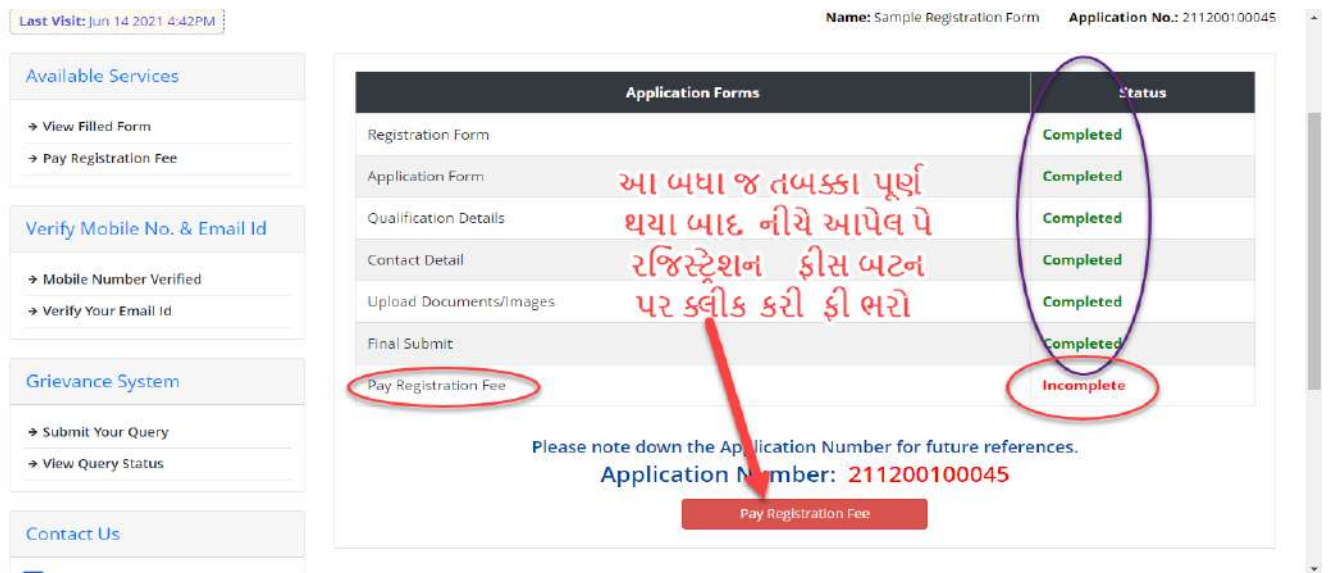 Last Visit: Jun 14 2021 4:42PM
Name: Sample Registration Form Application No.: 211200100045
Available Services
→ View Filled Form
→ Pay Registration Fee
Verify Mobile No. & Email Id
→ Mobile Number Verified
→ Verify Your Email Id
Grievance System
→ Submit Your Query
→ View Query Status
Contact Us
Application Forms Status
Registration Form Completed
Application Form Completed
Qualification Details Completed
Contact Detail Completed
Upload Documents/Images Completed
Final Submit Completed
Pay Registration Fee Incomplete
આ બધા જ તબક્કા પૂર્ણ
થયા બાદ નીચે આપેલ પે
રજિસ્ટ્રેશન ફીસ બટન
પર ક્લીક કરી ફી ભરો
Please note down the Application Number for future references.
Application Number: 211200100045
Pay Registration Fee